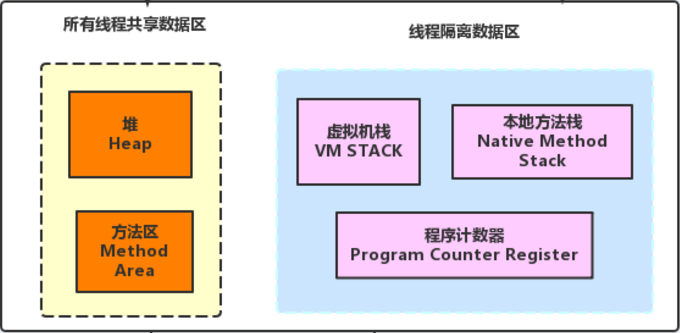 所有线程共享数据区
线程隔离数据区
堆
Heap
方法区
Method
Area
虚拟机栈
VM STACK
本地方法栈
Native Method
Stack
程序计数器
Program Counter Register